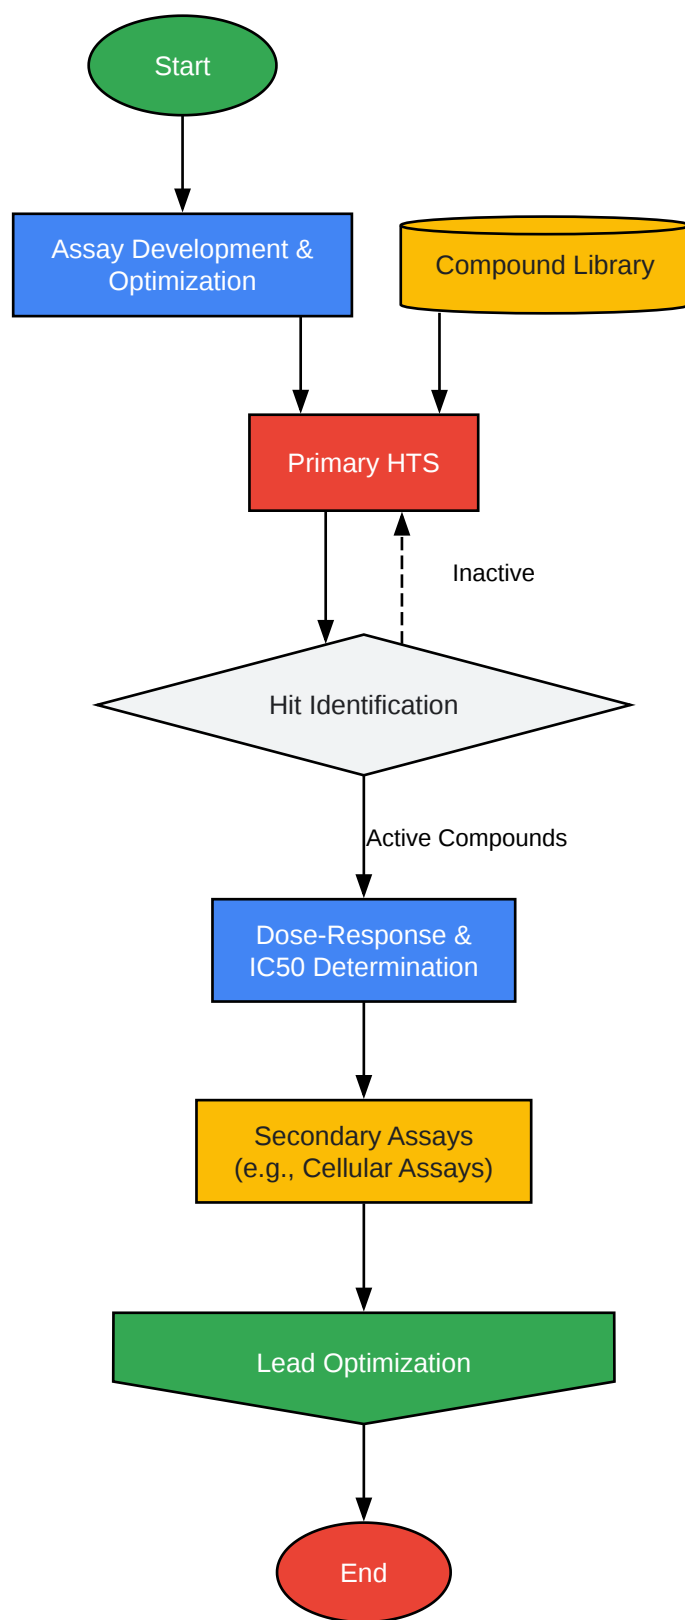 Start
Assay Development &
Optimization
Compound Library
Primary HTS
Inactive
Hit Identification
Active Compounds
Dose-Response &
IC50 Determination
Secondary Assays
(e.g., Cellular Assays)
Lead Optimization
End